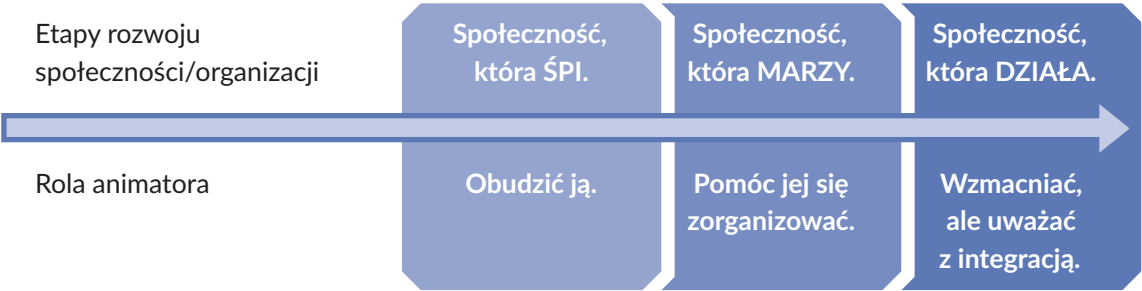 Etapy rozwoju
społeczności/organizacji
Społeczność,
która ŚPI.
Społeczność,
która MARZY.
Społeczność,
która DZIAŁA.
Rola animatora
Obudzić ją.
Pomóc jej się
zorganizować.
Wzmacniać,
ale uważać
z integracją.